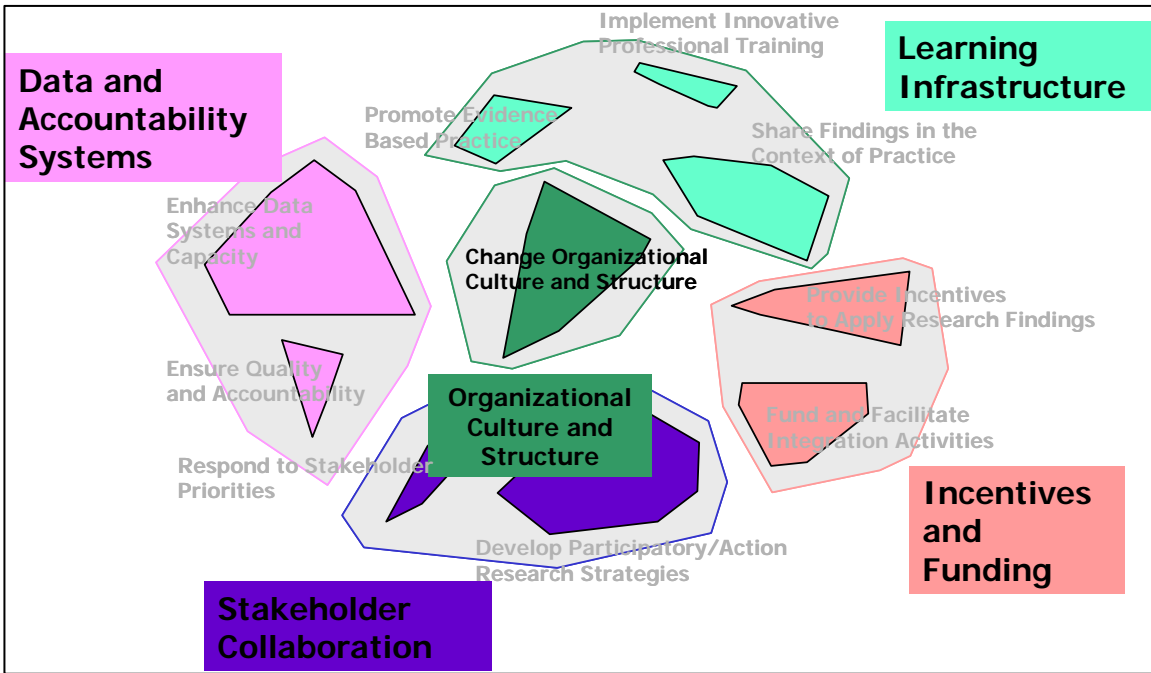 Implement Innovative
Professional Training
Learning
Infrastructure
Data and
Accountability
Systems
Promote Evidence
Based Practice
Share Findings in the
Context of Practice
Enhance Data
Systems and
Capacity
Change Organizational
Culture and Structure
Provide Incentives
to Apply Research Findings
Ensure Quality
and Accountability
Organizational
Culture and
Structure
Fund and Facilitate
Integration Activities
Respond to Stakeholder
Priorities
Incentives
and
Funding
Develop Participatory/Action
Research Strategies
Stakeholder
Collaboration